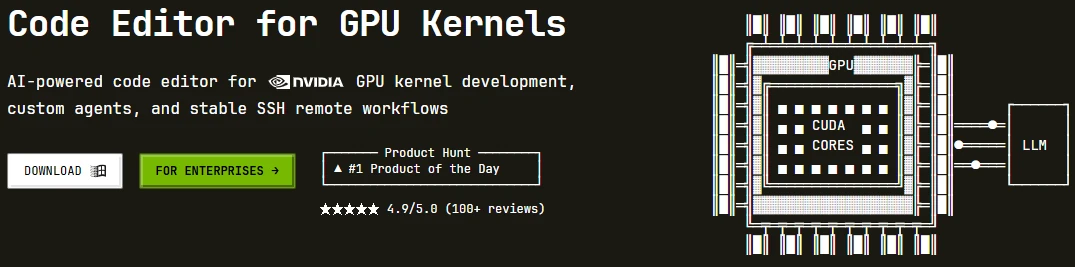 Code Editor for GPU Kernels
AI-powered code editor for NVIDIA GPU kernel development,
custom agents, and stable SSH remote workflows
DOWNLOAD
FOR ENTERPRISES →
Product Hunt
▲ #1 Product of the Day
★★★★★ 4.9/5.0 (100+ reviews)
GPU
CUDA
CORES
LLM